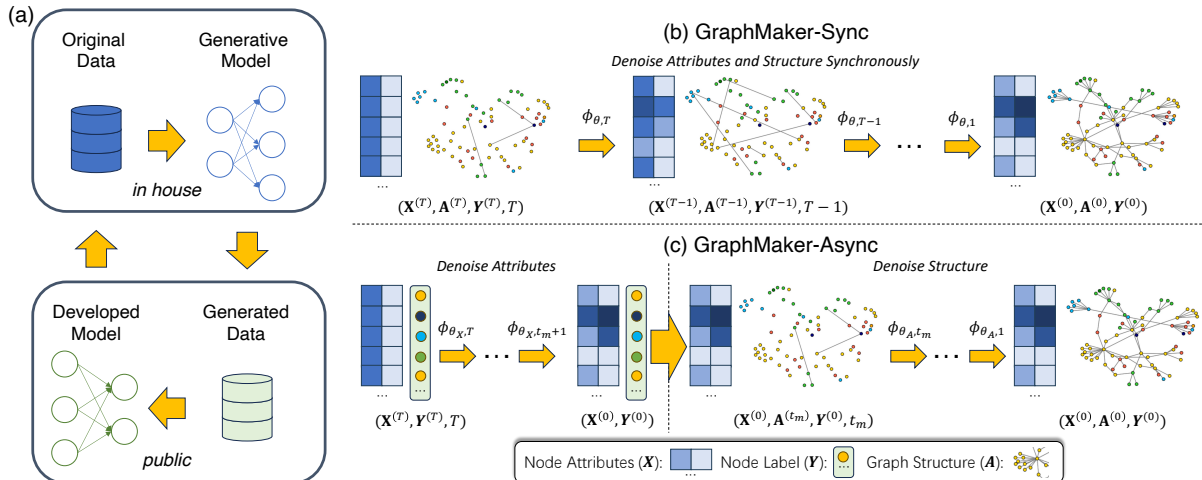 (a)
Original
Data
Generative
Model
in house
Developed
Model
Generated
Data
public
(b) GraphMaker-Sync
Denoise Attributes and Structure Synchronously
ϕθ,T
ϕθ,T−1
...
ϕθ,1
...
...
...
(X(T), A(T), Y(T), T)
(X(T−1), A(T−1), Y(T−1), T − 1)
(X(0), A(0), Y(0))
(c) GraphMaker-Async
Denoise Attributes
Denoise Structure
ϕθX,T
...
ϕθX,tm+1
ϕθA,tm
...
ϕθA,1
... ... ... ... ... ...
(X(T), Y(T), T)
(X(0), Y(0))
(X(0), A(tm), Y(0), tm)
(X(0), A(0), Y(0))
Node Attributes (X): ... Node Label (Y): ... Graph Structure (A):